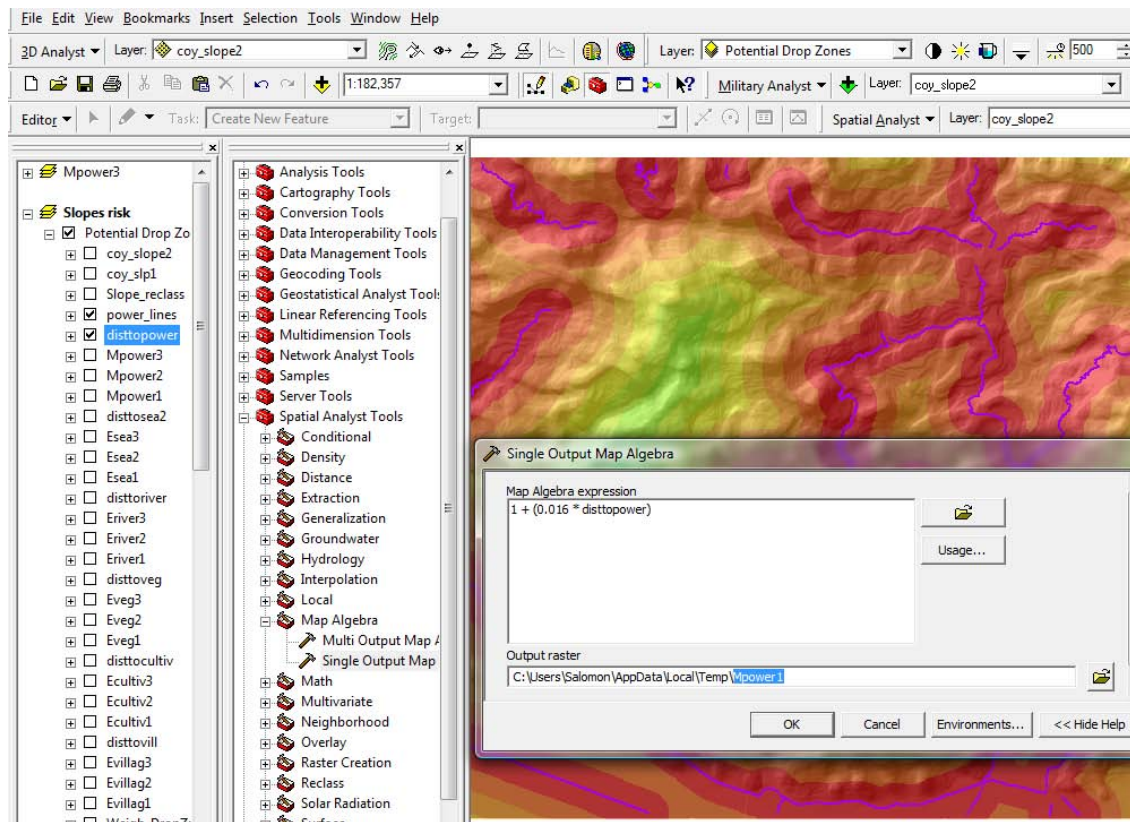 File Edit View Bookmarks Insert Selection Tools Window Help
3D Analyst Layer: coy_slope2 Layer: Potential Drop Zones 500
1:182,357 Military Analyst Layer: coy_slope2
Editor Task: Create New Feature Target: Spatial Analyst Layer: coy_slope2
Mpower3
Slopes risk
Potential Drop Zo
coy_slope2
coy_slp1
Slope_reclass
power_lines
disttopower
Mpower3
Mpower2
Mpower1
disttosea2
Esea3
Esea2
Esea1
disttoriver
Eriver3
Eriver2
Eriver1
disttoveg
Eveg3
Eveg2
Eveg1
disttocultiv
Ecultiv3
Ecultiv2
Ecultiv1
disttovill
Evillag3
Evillag2
Evillag1
Analysis Tools
Cartography Tools
Conversion Tools
Data Interoperability Tools
Data Management Tools
Geocoding Tools
Geostatistical Analyst Tools
Linear Referencing Tools
Multidimension Tools
Network Analyst Tools
Samples
Server Tools
Spatial Analyst Tools
Conditional
Density
Distance
Extraction
Generalization
Groundwater
Hydrology
Interpolation
Local
Map Algebra
Multi Output Map A
Single Output Map
Math
Multivariate
Neighborhood
Overlay
Raster Creation
Reclass
Solar Radiation
Single Output Map Algebra
Map Algebra expression
1 + (0.016 * disttopower)
Usage...
Output raster
C:\Users\Salomon\AppData\Local\Temp\Mpower1
OK Cancel Environments... << Hide Help